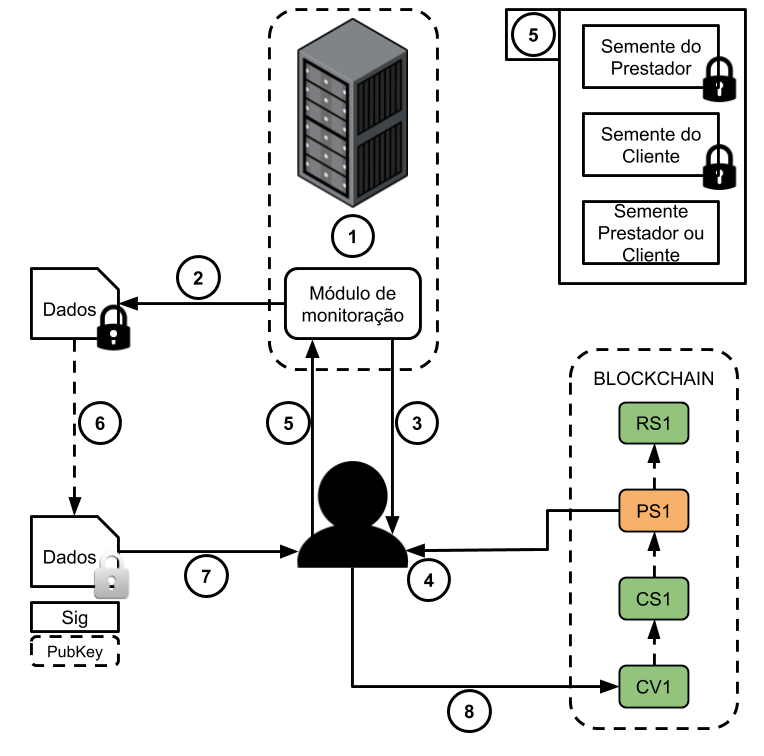 5
Semente do
Prestador
Semente do
Cliente
Semente
Prestador ou
Cliente
1
2
Dados
Módulo de
monitoração
6
5
3
BLOCKCHAIN
RS1
PS1
Dados
7
4
CS1
Sig
PubKey
CV1
8